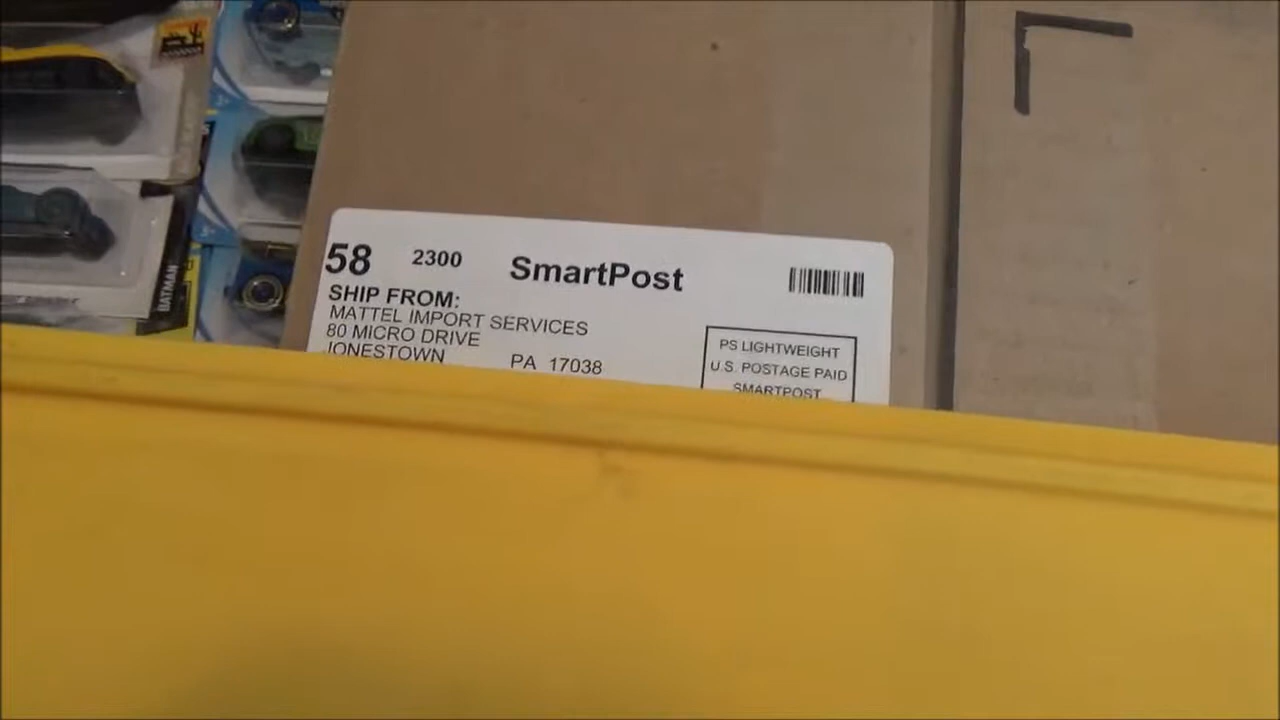 58 2300 SmartPost
SHIP FROM:
MATTEL IMPORT SERVICES
80 MICRO DRIVE
JONESTOWN PA 17038
PS LIGHTWEIGHT
U.S. POSTAGE PAID
SMARTPOST
BATMAN